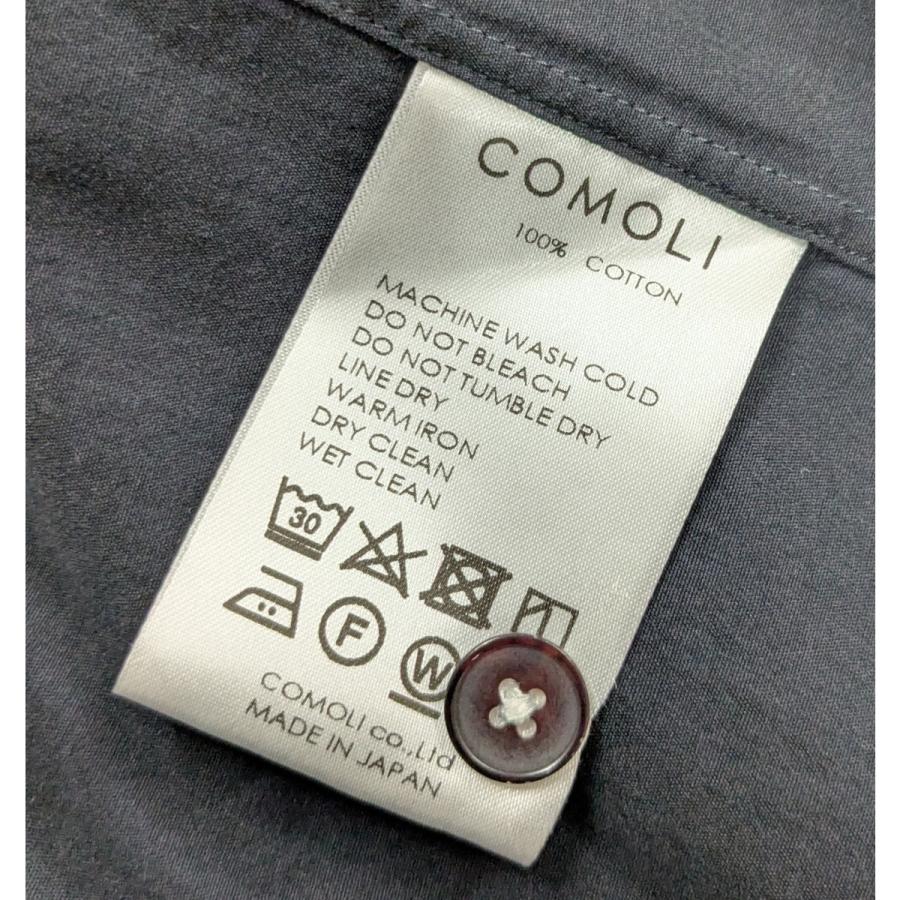 COMOLI
100% COTTON
MACHINE WASH COLD
DO NOT BLEACH
DO NOT TUMBLE DRY
LINE DRY
WARM IRON
DRY CLEAN
WET CLEAN
30
F W
COMOLI co.,Ltd
MADE IN JAPAN